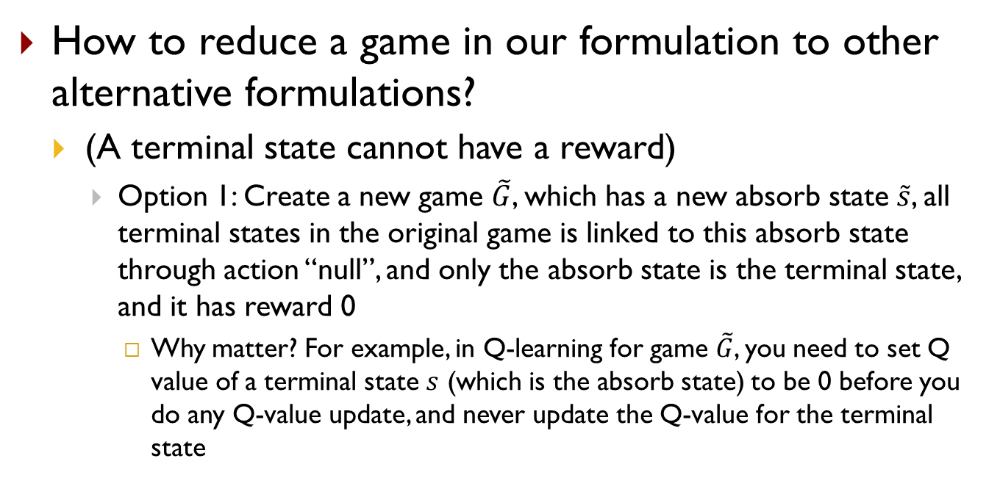 How to reduce a game in our formulation to other
alternative formulations?
(A terminal state cannot have a reward)
Option 1: Create a new game G̃, which has a new absorb state s̃, all
terminal states in the original game is linked to this absorb state
through action “null”, and only the absorb state is the terminal state,
and it has reward 0
Why matter? For example, in Q-learning for game G̃, you need to set Q
value of a terminal state s (which is the absorb state) to be 0 before you
do any Q-value update, and never update the Q-value for the terminal
state